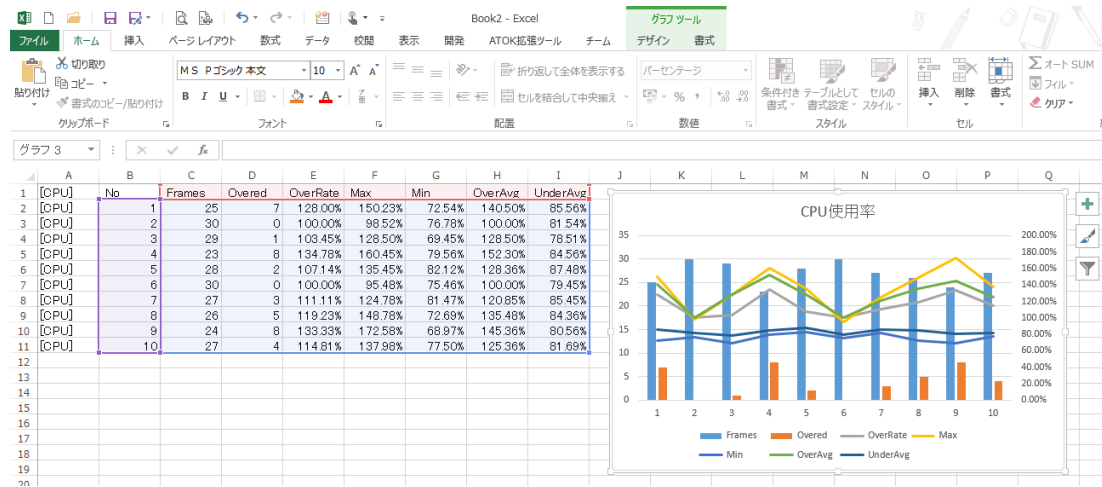 Book2 - Excel
グラフ ツール
ファイル ホーム 挿入 ページ レイアウト 数式 データ 校閲 表示 開発 ATOK拡張ツール チーム デザイン 書式
貼り付け
切り取り
コピー
書式のコピー/貼り付け
クリップボード
ＭＳ Ｐゴシック 本文 10
B I U
フォント
折り返して全体を表示する
セルを結合して中央揃え
配置
パーセンテージ
%
数値
条件付き 書式
テーブルとして 書式設定
セルの スタイル
スタイル
挿入 削除 書式
セル
Σ オート SUM
フィル
クリア
グラフ 3 fx
A B C D E F G H I J K L M N O P Q
1 [CPU] No Frames Overed OverRate Max Min OverAvg UnderAvg
2 [CPU] 1 25 7 128.00% 150.23% 72.54% 140.50% 85.56%
3 [CPU] 2 30 0 100.00% 98.52% 76.78% 100.00% 81.54%
4 [CPU] 3 29 1 103.45% 128.50% 69.45% 128.50% 78.51%
5 [CPU] 4 23 8 134.78% 160.45% 79.56% 152.30% 84.56%
6 [CPU] 5 28 2 107.14% 135.45% 82.12% 128.36% 87.48%
7 [CPU] 6 30 0 100.00% 95.48% 75.46% 100.00% 79.45%
8 [CPU] 7 27 3 111.11% 124.78% 81.47% 120.85% 85.45%
9 [CPU] 8 26 5 119.23% 148.78% 72.69% 135.48% 84.36%
10 [CPU] 9 24 8 133.33% 172.58% 68.97% 145.36% 80.56%
11 [CPU] 10 27 4 114.81% 137.98% 77.50% 125.36% 81.69%
12
13
14
15
16
17
18
19
20
CPU使用率
35 200.00%
30 180.00%
25 160.00%
20 140.00%
15 120.00%
10 100.00%
5 80.00%
0 60.00%
40.00%
20.00%
0.00%
1 2 3 4 5 6 7 8 9 10
Frames Overed OverRate Max
Min OverAvg UnderAvg